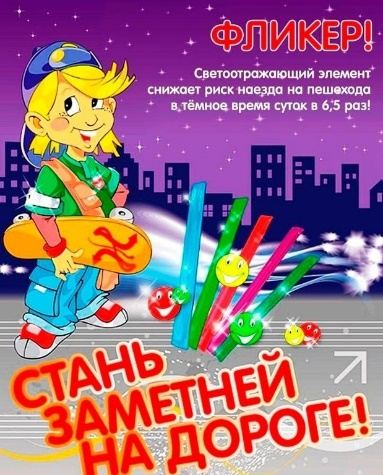 ФЛИКЕР!
Светоотражающий элемент
снижает риск наезда на пешехода
в тёмное время суток в 6,5 раз!
СТАНЬ
ЗАМЕТНЕЙ
НА ДОРОГЕ!